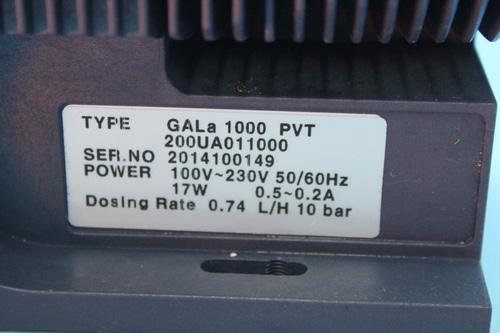 TYPE GALa 1000 PVT
200UA011000
SER.NO 2014100149
POWER 100V~230V 50/60Hz
17W 0.5~0.2A
Dosing Rate 0.74 L/H 10 bar